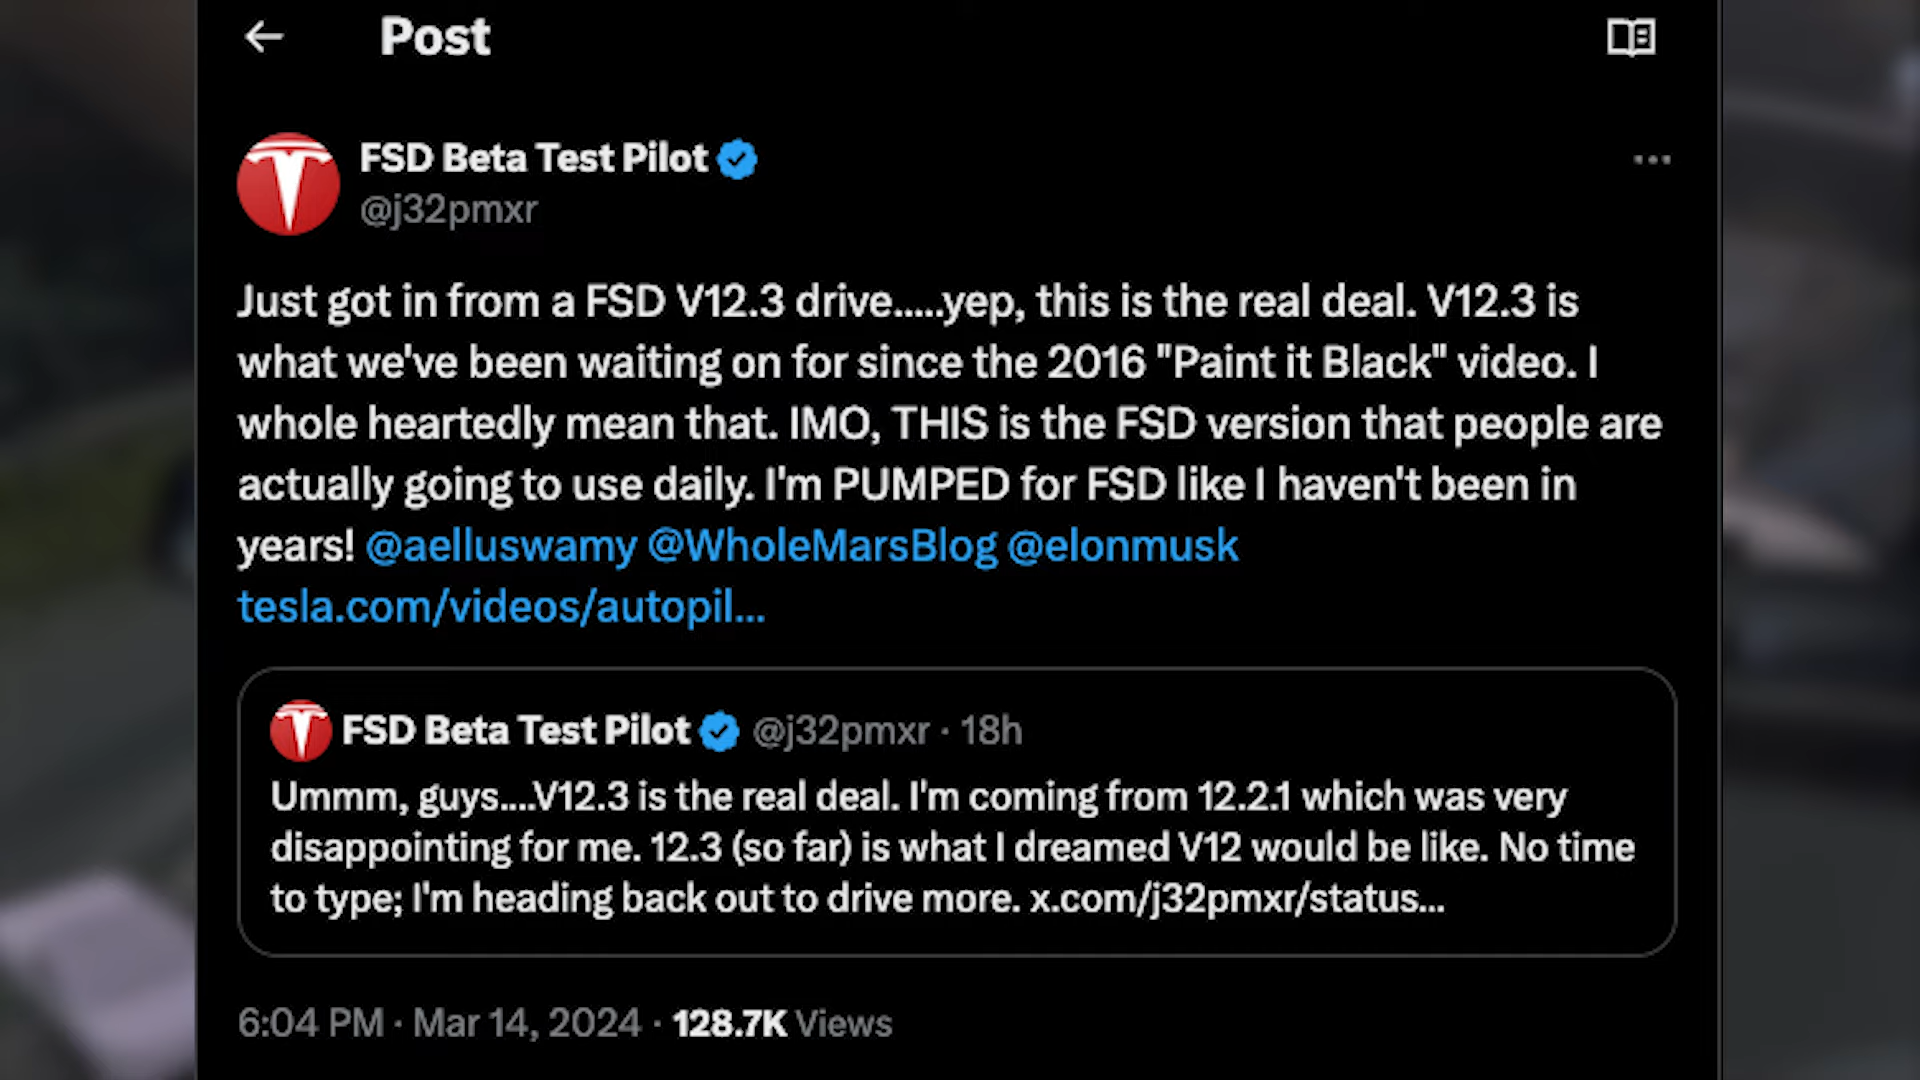 Post
FSD Beta Test Pilot
@j32pmxr
Just got in from a FSD V12.3 drive.....yep, this is the real deal. V12.3 is
what we've been waiting on for since the 2016 "Paint it Black" video. I
whole heartedly mean that. IMO, THIS is the FSD version that people are
actually going to use daily. I'm PUMPED for FSD like I haven't been in
years! @aelluswamy @WholeMarsBlog @elonmusk
tesla.com/videos/autopil...
FSD Beta Test Pilot @j32pmxr · 18h
Ummm, guys....V12.3 is the real deal. I'm coming from 12.2.1 which was very
disappointing for me. 12.3 (so far) is what I dreamed V12 would be like. No time
to type; I'm heading back out to drive more. x.com/j32pmxr/status...
6:04 PM · Mar 14, 2024 · 128.7K Views